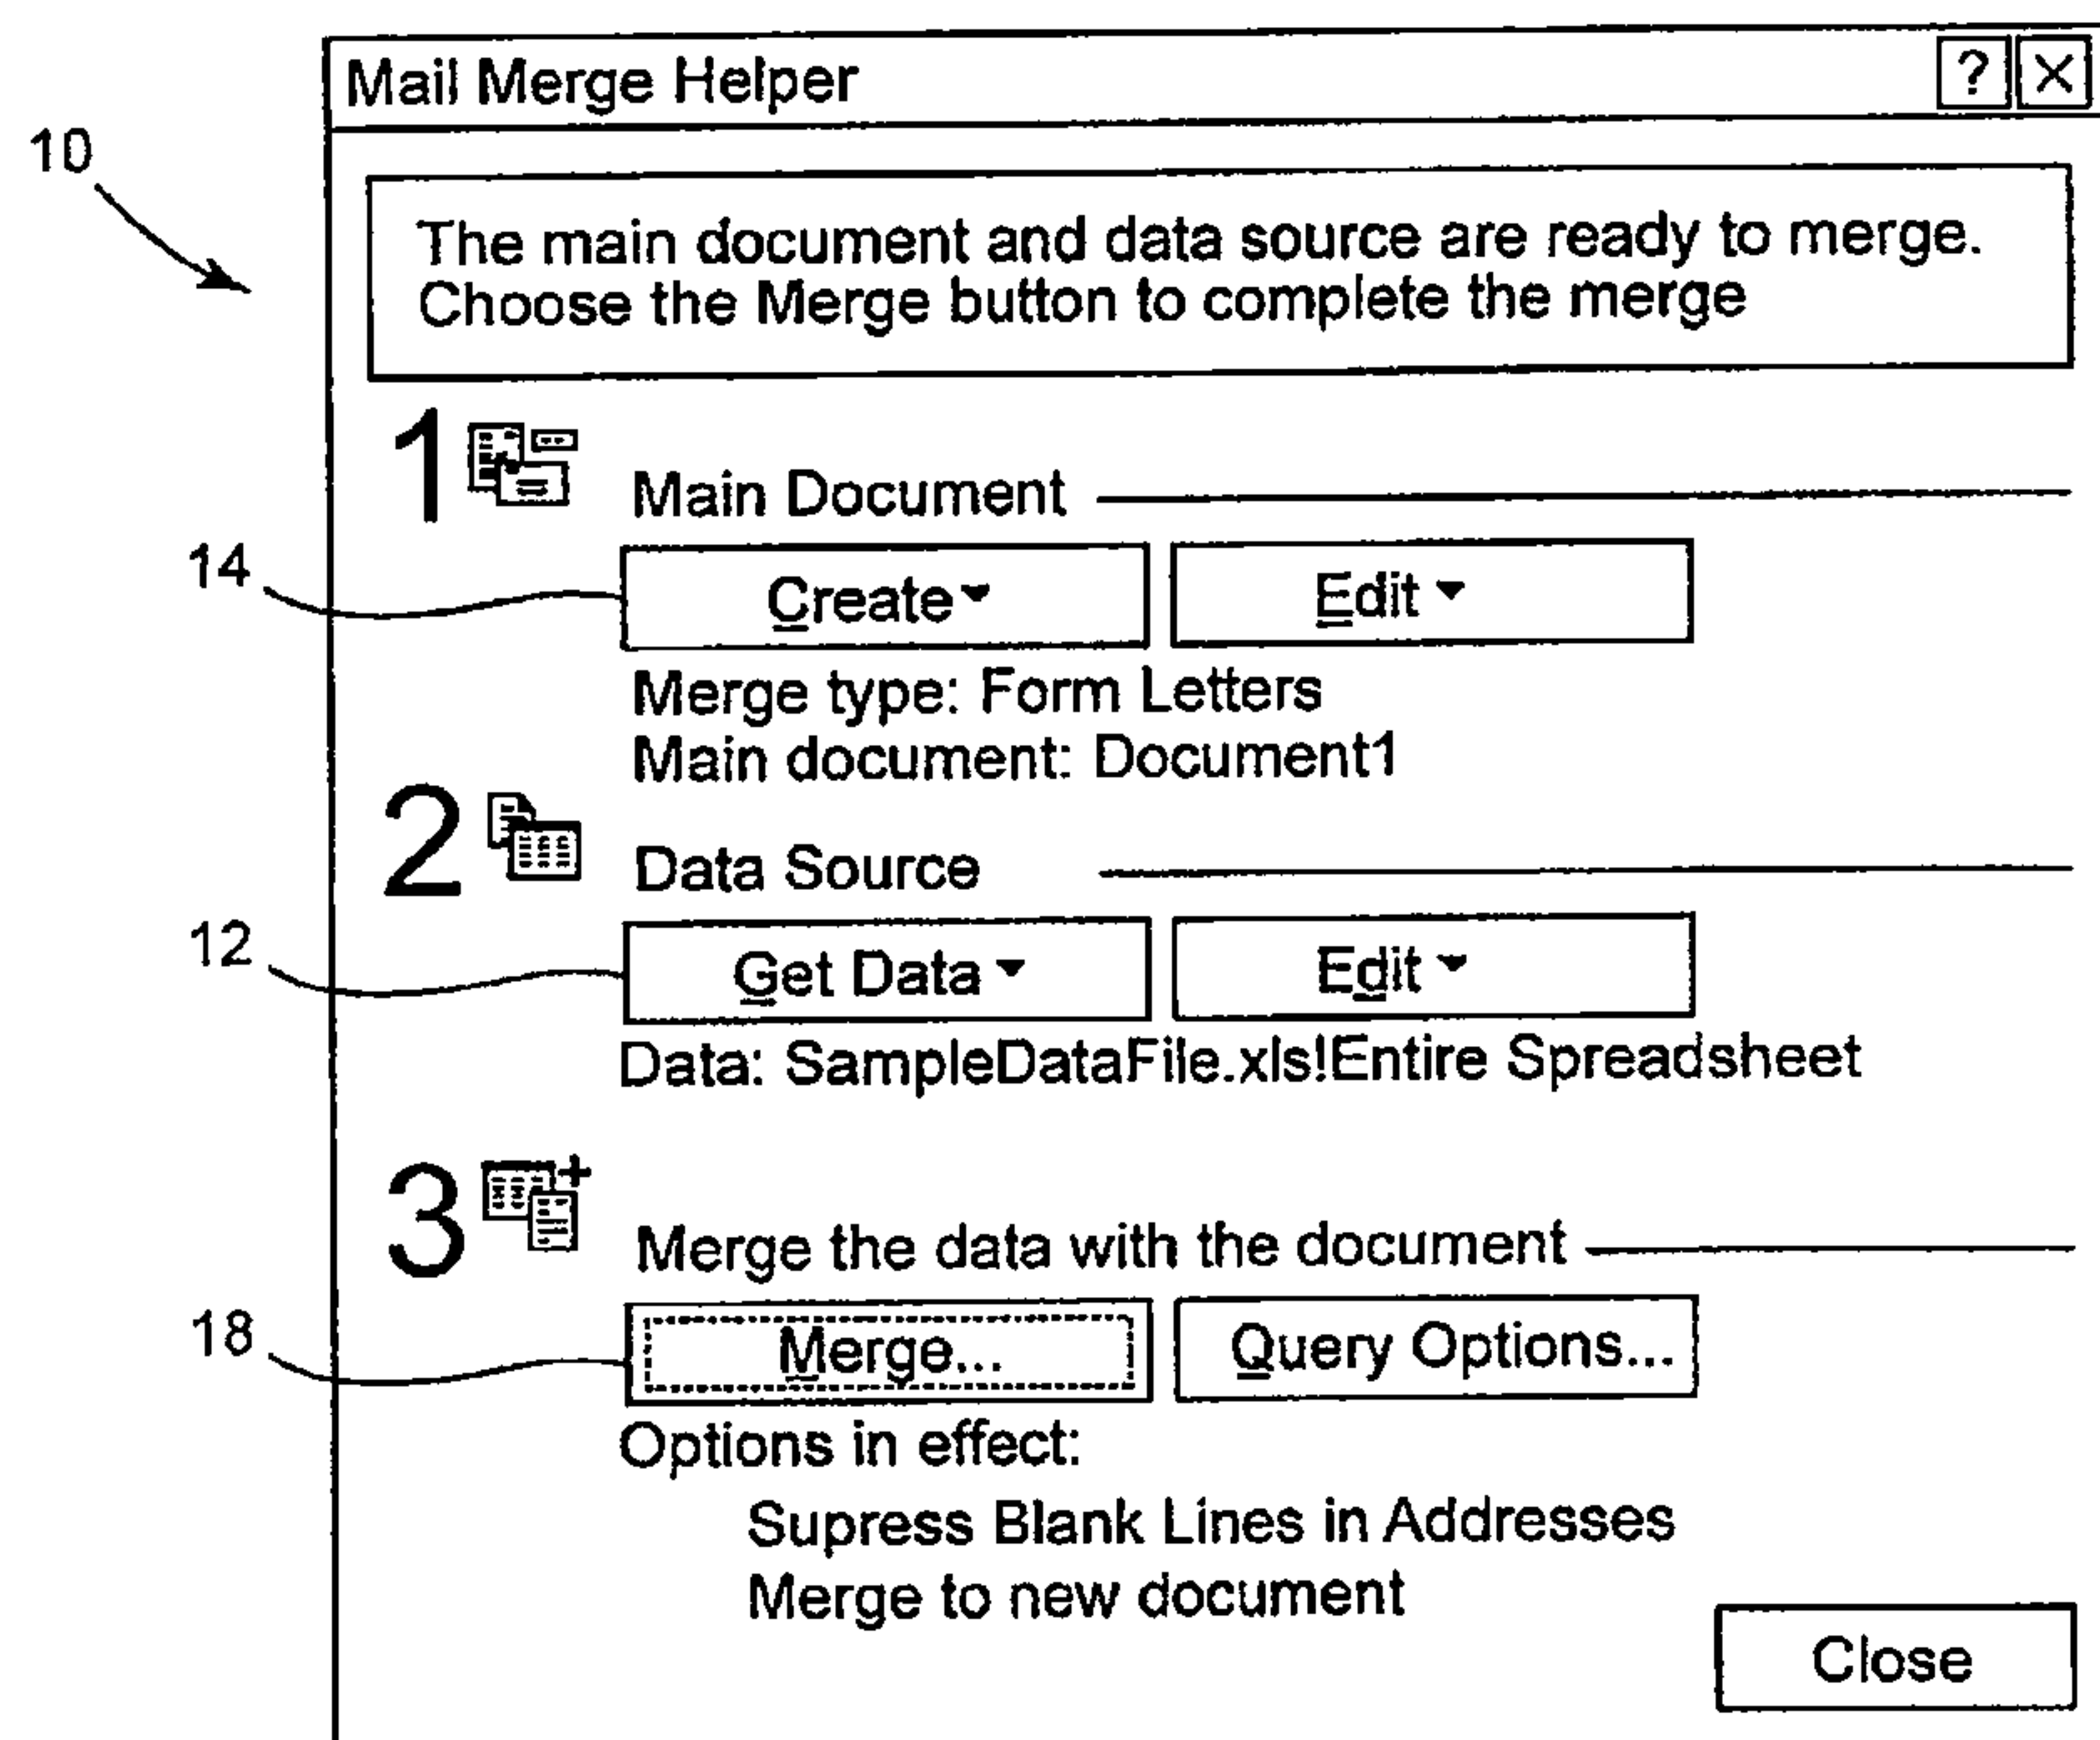 Mail Merge Helper ? X
10
The main document and data source are ready to merge.
Choose the Merge button to complete the merge
1
Main Document
14
Create Edit
Merge type: Form Letters
Main document: Document1
2
Data Source
12
Get Data Edit
Data: SampleDataFile.xls!Entire Spreadsheet
3
Merge the data with the document
18
Merge... Query Options...
Options in effect:
Supress Blank Lines in Addresses
Merge to new document
Close